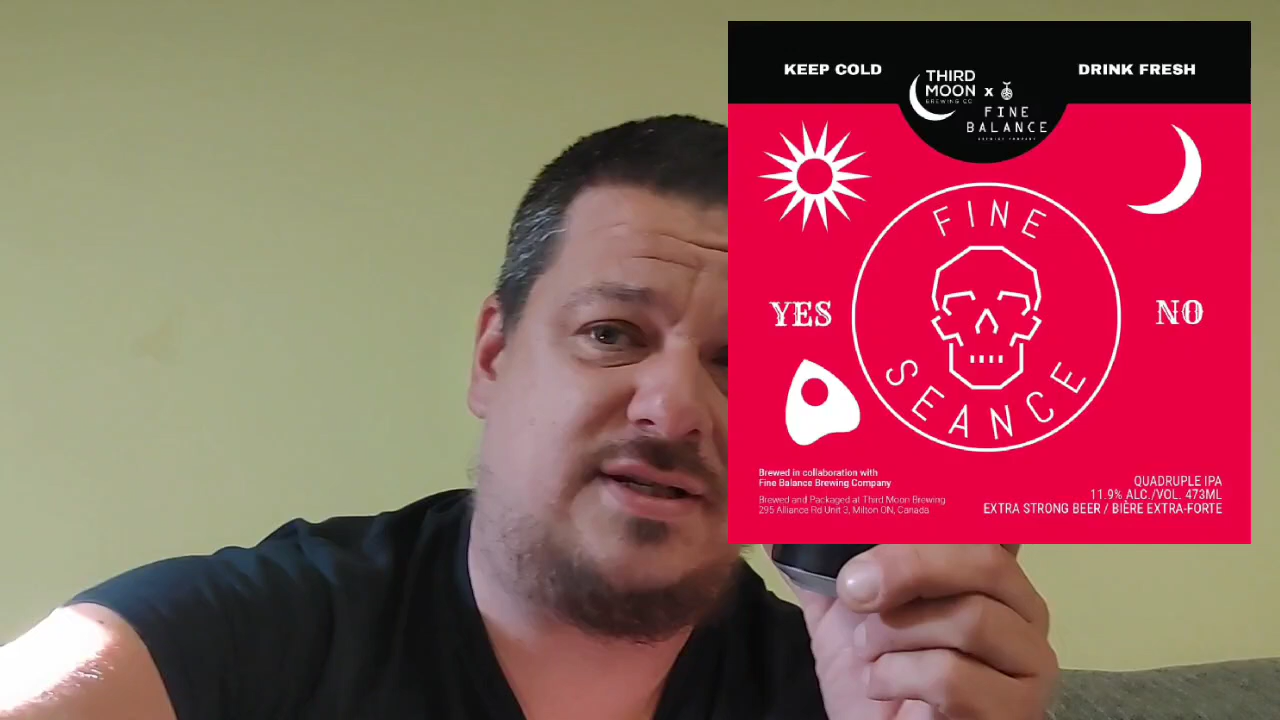 KEEP COLD
DRINK FRESH
THIRD
MOON
BREWING CO
x
FINE
BALANCE
BREWING COMPANY
FINE
SEANCE
YES
NO
Brewed in collaboration with
Fine Balance Brewing Company
Brewed and Packaged at Third Moon Brewing
295 Alliance Rd Unit 3, Milton ON, Canada
QUADRUPLE IPA
11.9% ALC./VOL. 473ML
EXTRA STRONG BEER / BIÈRE EXTRA-FORTE